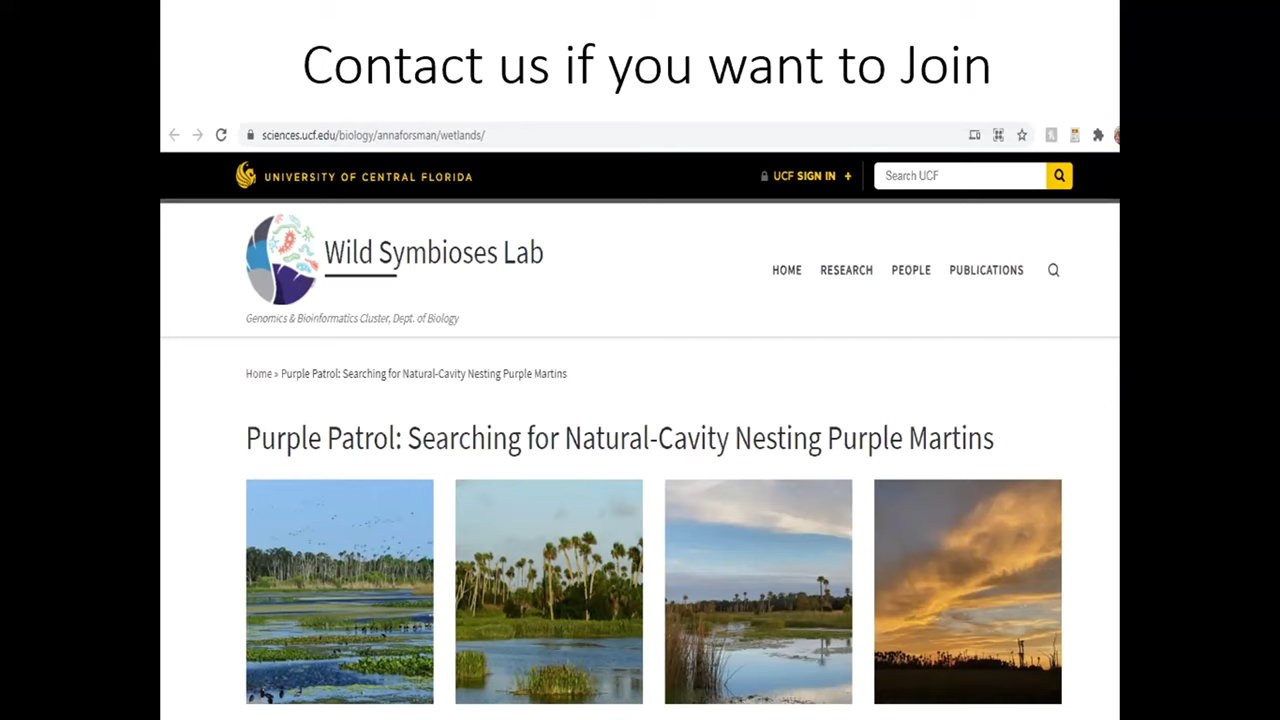 Contact us if you want to Join
sciences.ucf.edu/biology/annaforsman/wetlands/
UNIVERSITY OF CENTRAL FLORIDA
UCF SIGN IN +
Search UCF
Wild Symbioses Lab
HOME RESEARCH PEOPLE PUBLICATIONS
Genomics & Bioinformatics Cluster, Dept. of Biology
Home » Purple Patrol: Searching for Natural-Cavity Nesting Purple Martins
Purple Patrol: Searching for Natural-Cavity Nesting Purple Martins